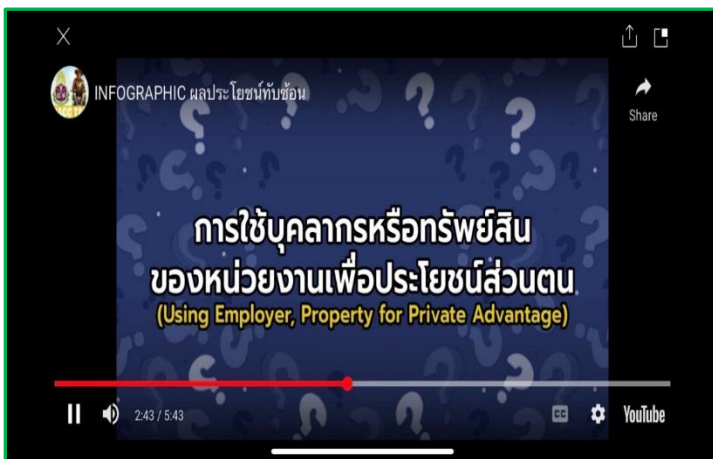 INFOGRAPHIC ผลประโยชน์ทับซ้อน
Share
การใช้บุคลากรหรือทรัพย์สิน
ของหน่วยงานเพื่อประโยชน์ส่วนตน
(Using Employer, Property for Private Advantage)
2:43 / 5:43
CC
YouTube